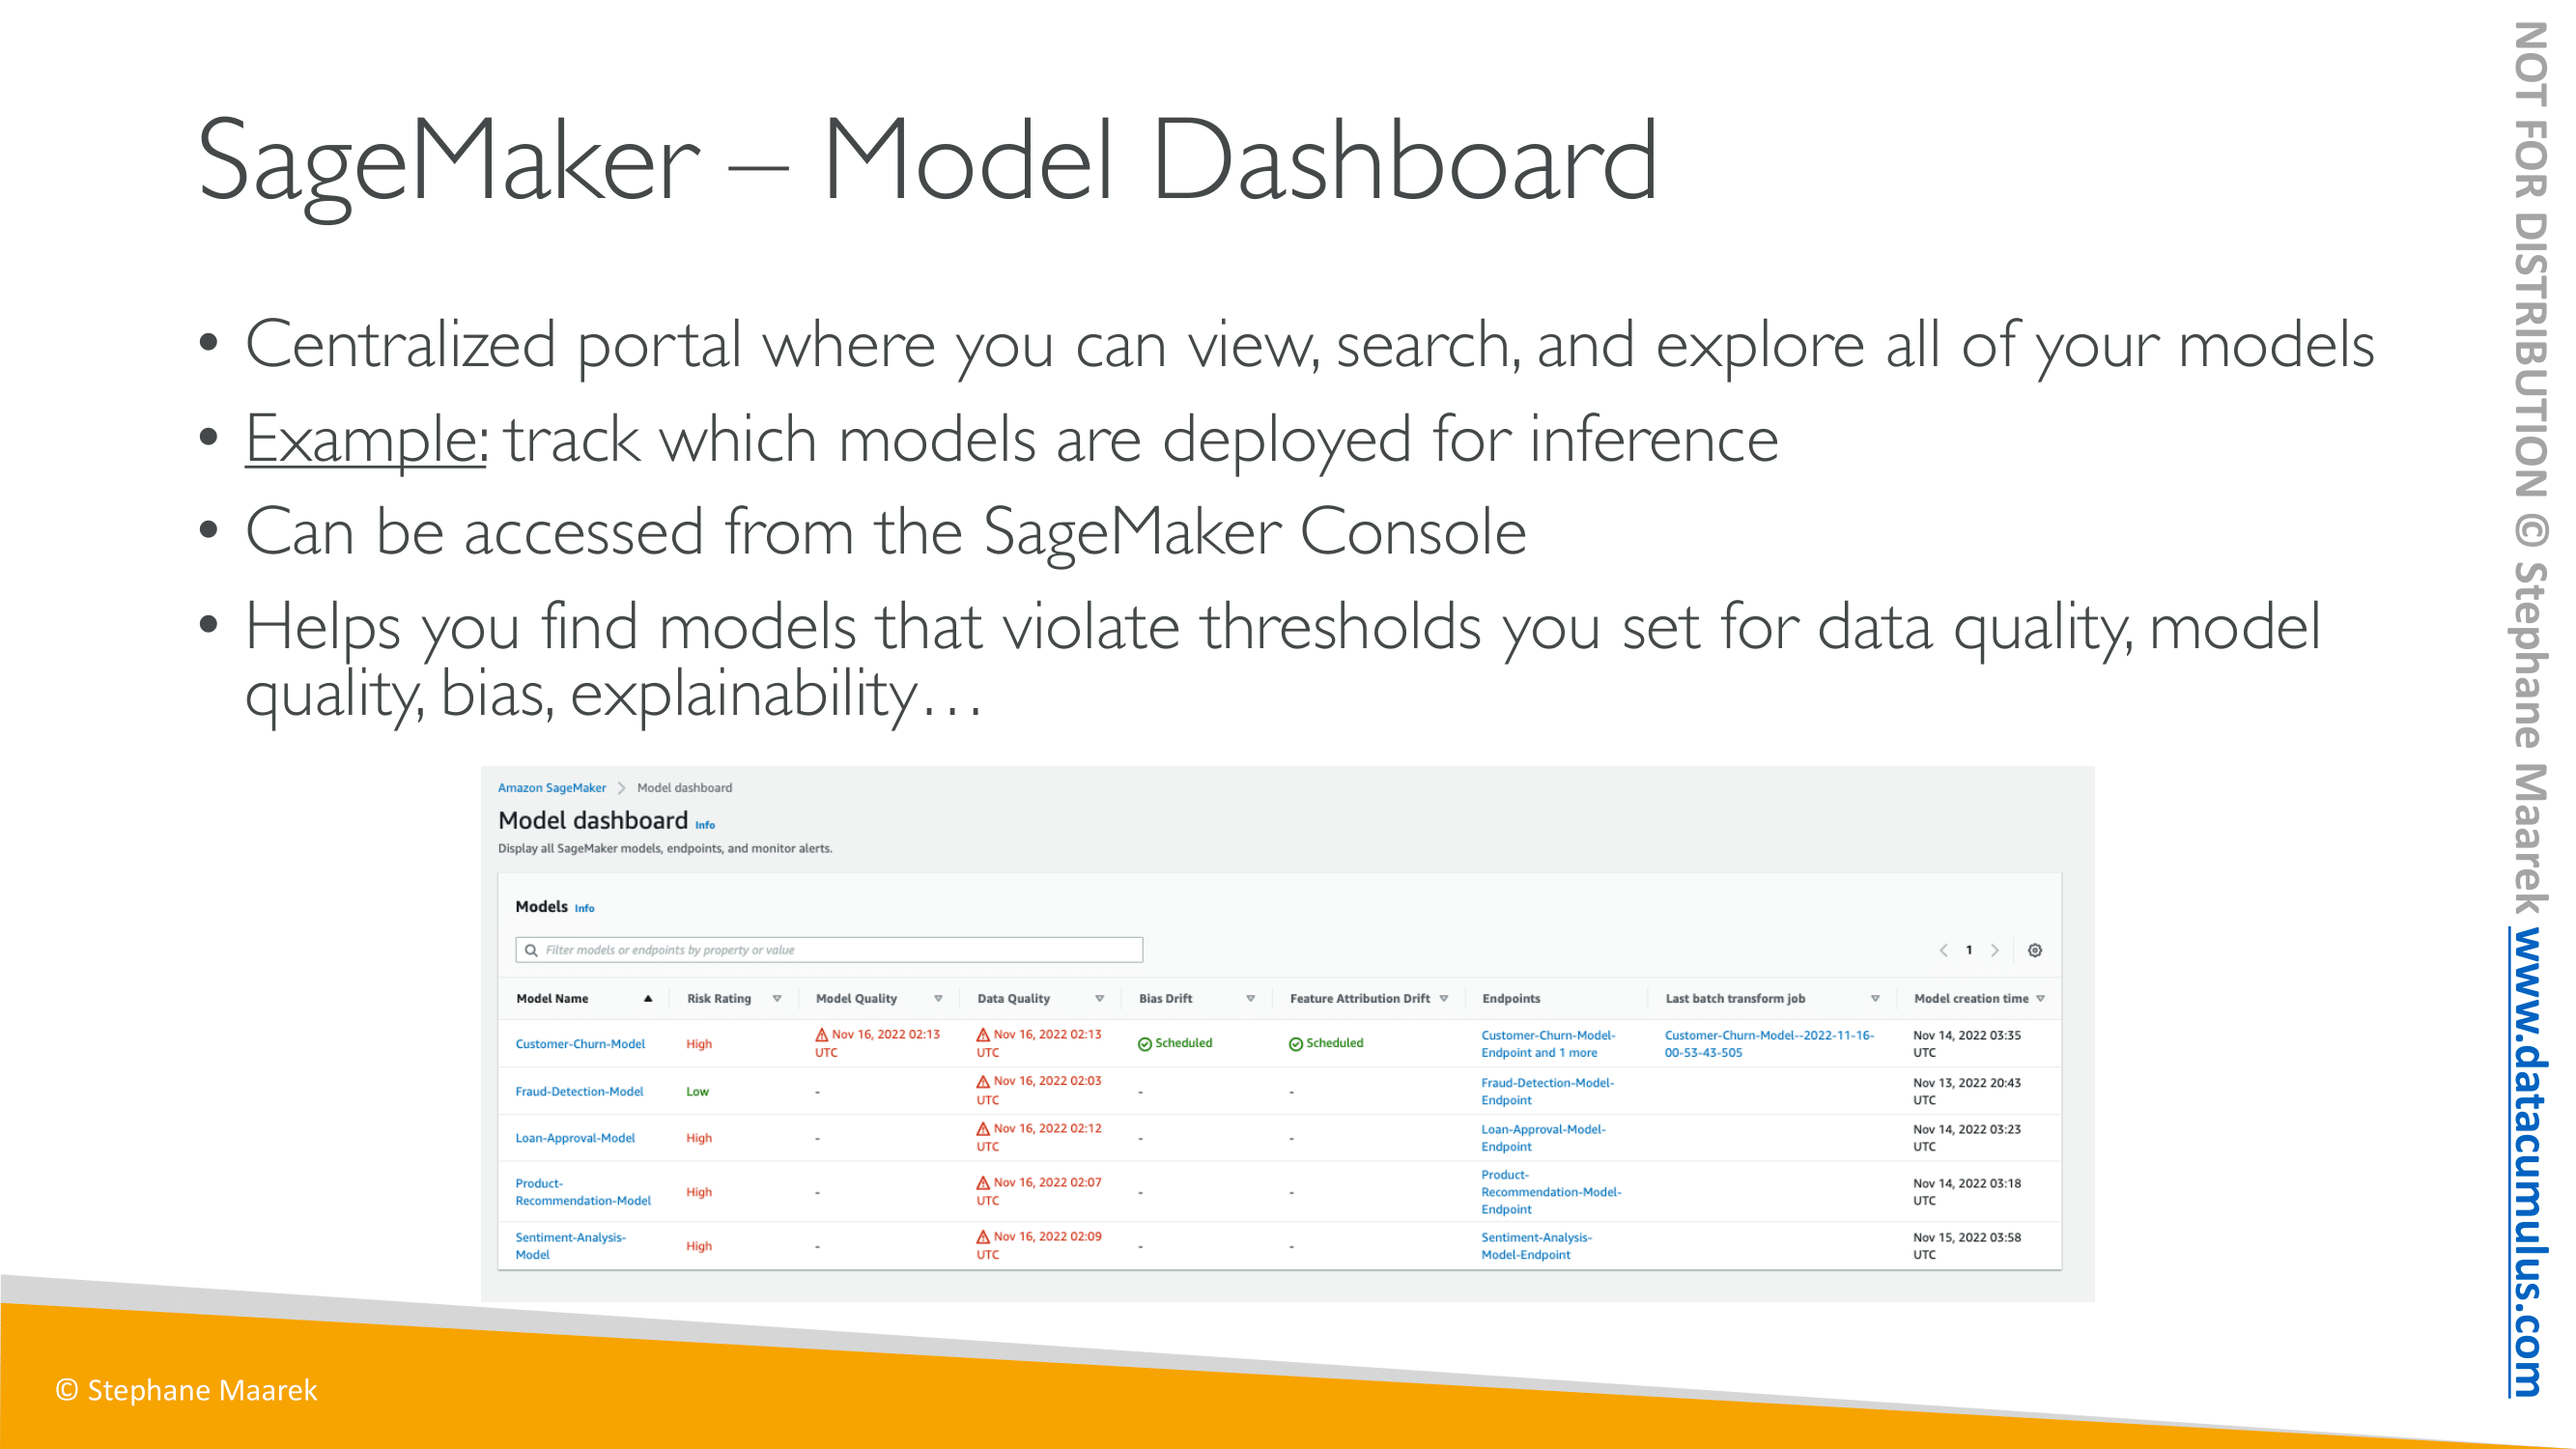 SageMaker – Model Dashboard
• Centralized portal where you can view, search, and explore all of your models
• Example: track which models are deployed for inference
• Can be accessed from the SageMaker Console
• Helps you find models that violate thresholds you set for data quality, model
quality, bias, explainability…
Amazon SageMaker > Model dashboard
Model dashboard Info
Display all SageMaker models, endpoints, and monitor alerts.
Models Info
Filter models or endpoints by property or value
< 1 >
Model Name Risk Rating Model Quality Data Quality Bias Drift Feature Attribution Drift Endpoints Last batch transform job Model creation time
Customer-Churn-Model High Nov 16, 2022 02:13 UTC Nov 16, 2022 02:13 UTC Scheduled Scheduled Customer-Churn-Model-Endpoint and 1 more Customer-Churn-Model--2022-11-16-00-53-43-505 Nov 14, 2022 03:35 UTC
Fraud-Detection-Model Low - Nov 16, 2022 02:03 UTC - - Fraud-Detection-Model-Endpoint Nov 13, 2022 20:43 UTC
Loan-Approval-Model High - Nov 16, 2022 02:12 UTC - - Loan-Approval-Model-Endpoint Nov 14, 2022 03:23 UTC
Product-Recommendation-Model High - Nov 16, 2022 02:07 UTC - - Product-Recommendation-Model-Endpoint Nov 14, 2022 03:18 UTC
Sentiment-Analysis-Model High - Nov 16, 2022 02:09 UTC - - Sentiment-Analysis-Model-Endpoint Nov 15, 2022 03:58 UTC
© Stephane Maarek
NOT FOR DISTRIBUTION © Stephane Maarek www.datacumulus.com